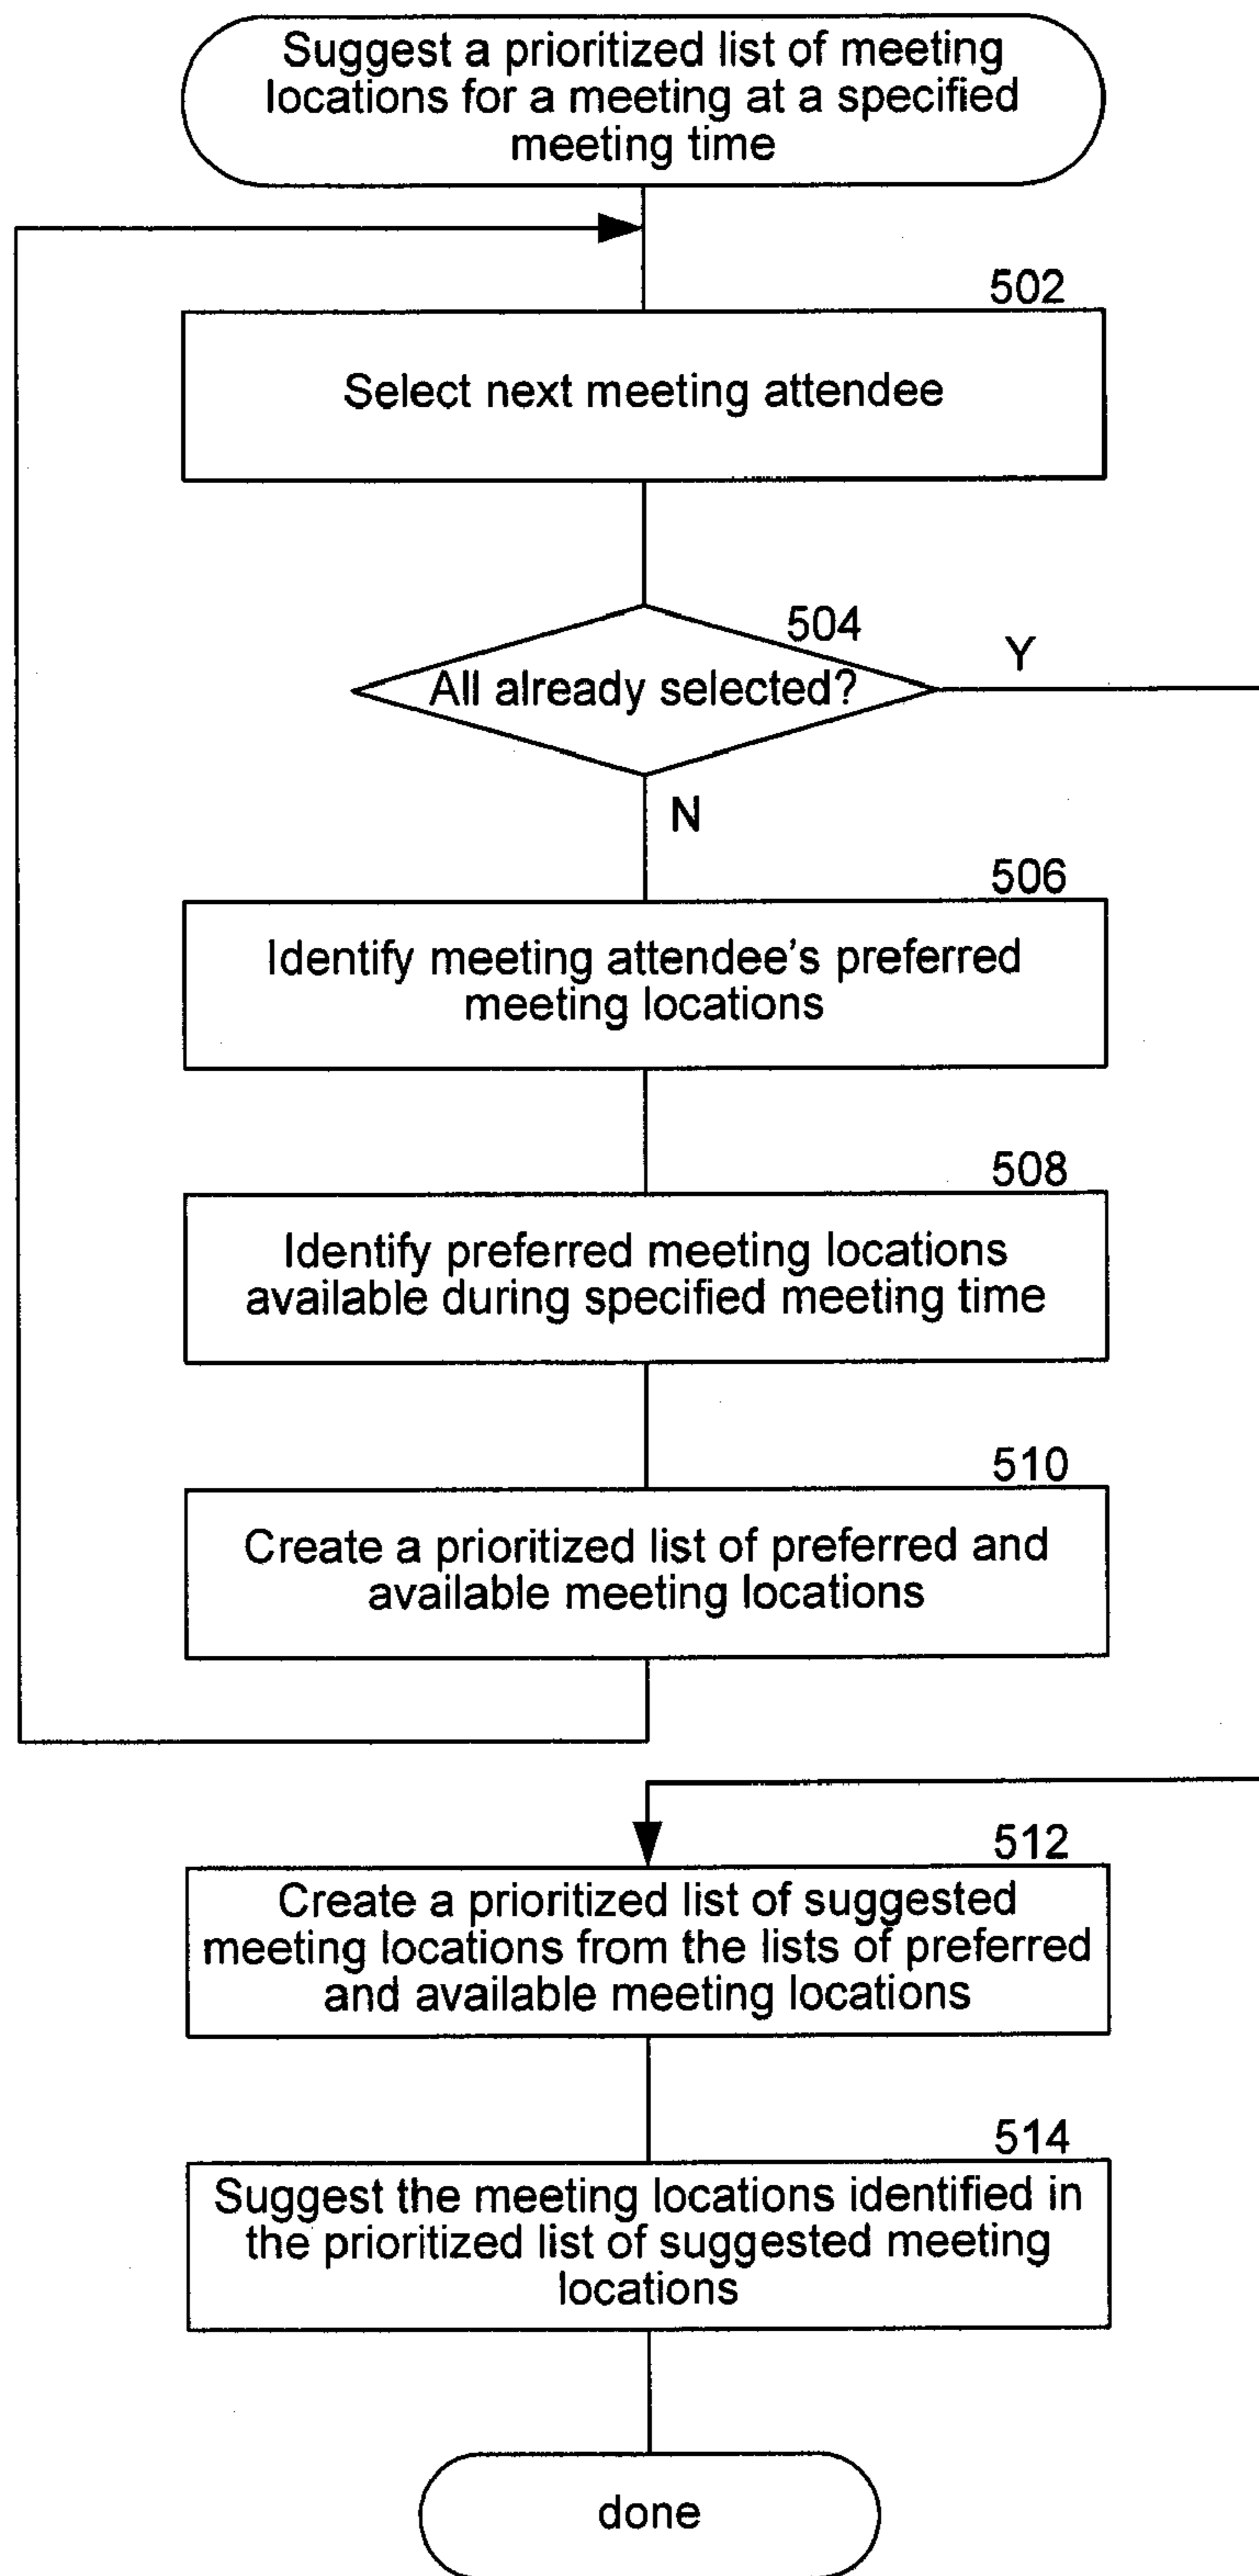 Suggest a prioritized list of meeting
locations for a meeting at a specified
meeting time
502
Select next meeting attendee
504
All already selected?
Y
N
506
Identify meeting attendee's preferred
meeting locations
508
Identify preferred meeting locations
available during specified meeting time
510
Create a prioritized list of preferred and
available meeting locations
512
Create a prioritized list of suggested
meeting locations from the lists of preferred
and available meeting locations
514
Suggest the meeting locations identified in
the prioritized list of suggested meeting
locations
done